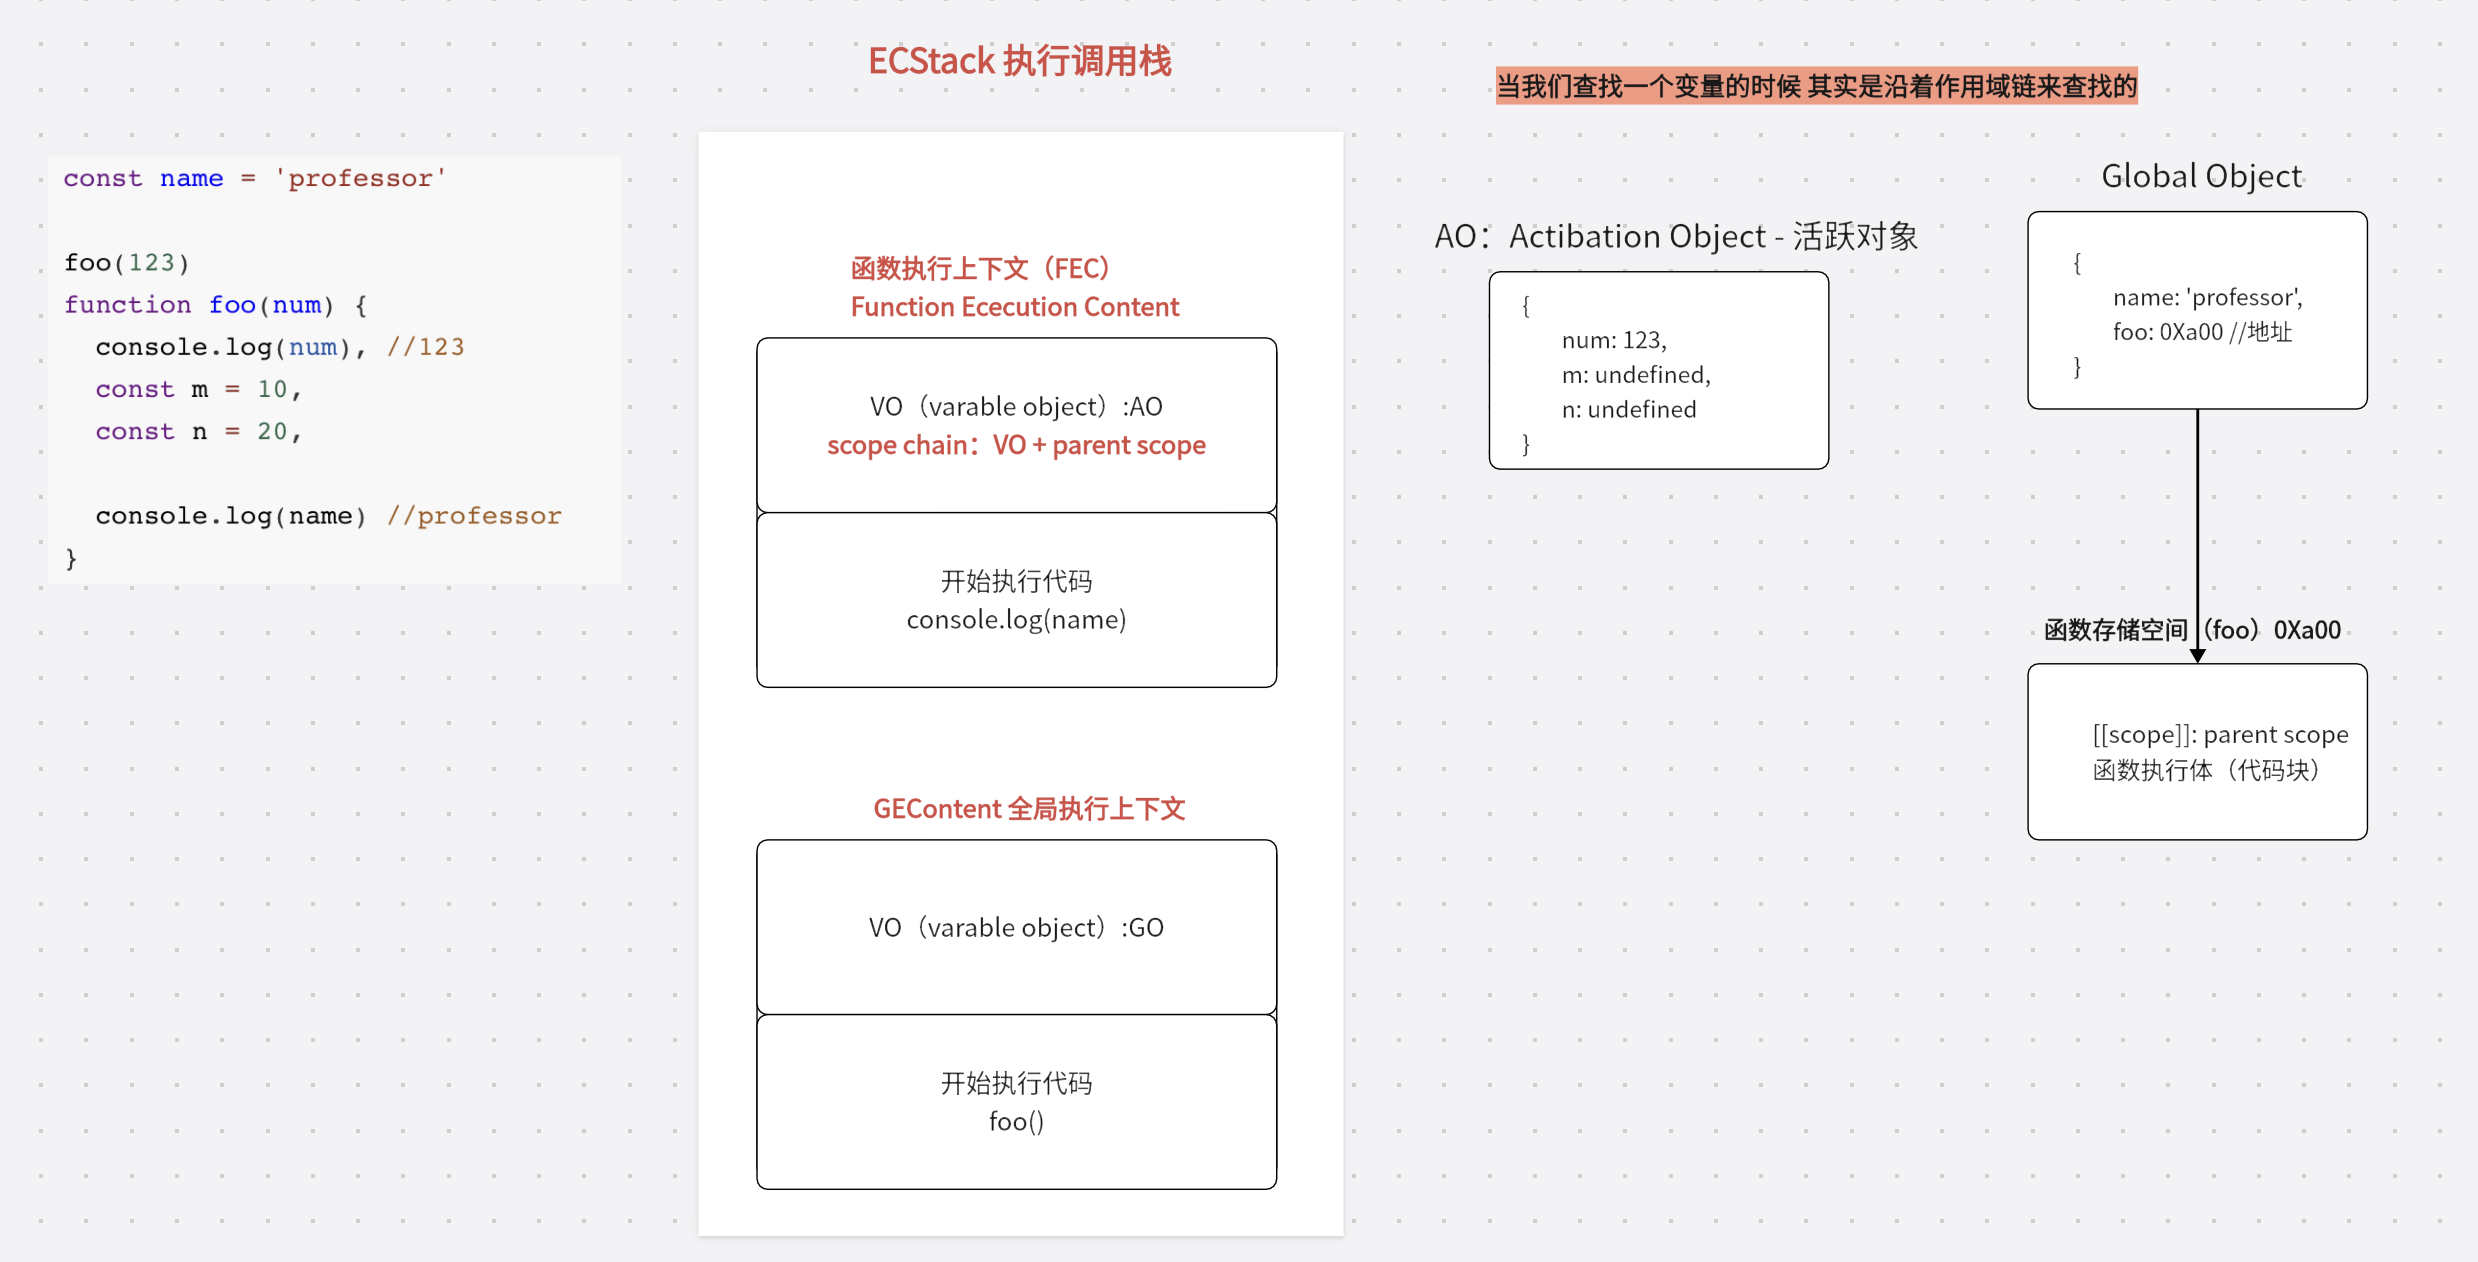 ECStack 执行调用栈
当我们查找一个变量的时候 其实是沿着作用域链来查找的
const name = 'professor'
foo(123)
function foo(num) {
console.log(num), //123
const m = 10,
const n = 20,
console.log(name) //professor
}
函数执行上下文（FEC）
Function Ececution Content
VO（varable object）:AO
scope chain：VO + parent scope
开始执行代码
console.log(name)
GEContent 全局执行上下文
VO（varable object）:GO
开始执行代码
foo()
AO：Actibation Object - 活跃对象
{
num: 123,
m: undefined,
n: undefined
}
Global Object
{
name: 'professor',
foo: 0Xa00 //地址
}
函数存储空间（foo）0Xa00
[[scope]]: parent scope
函数执行体（代码块）